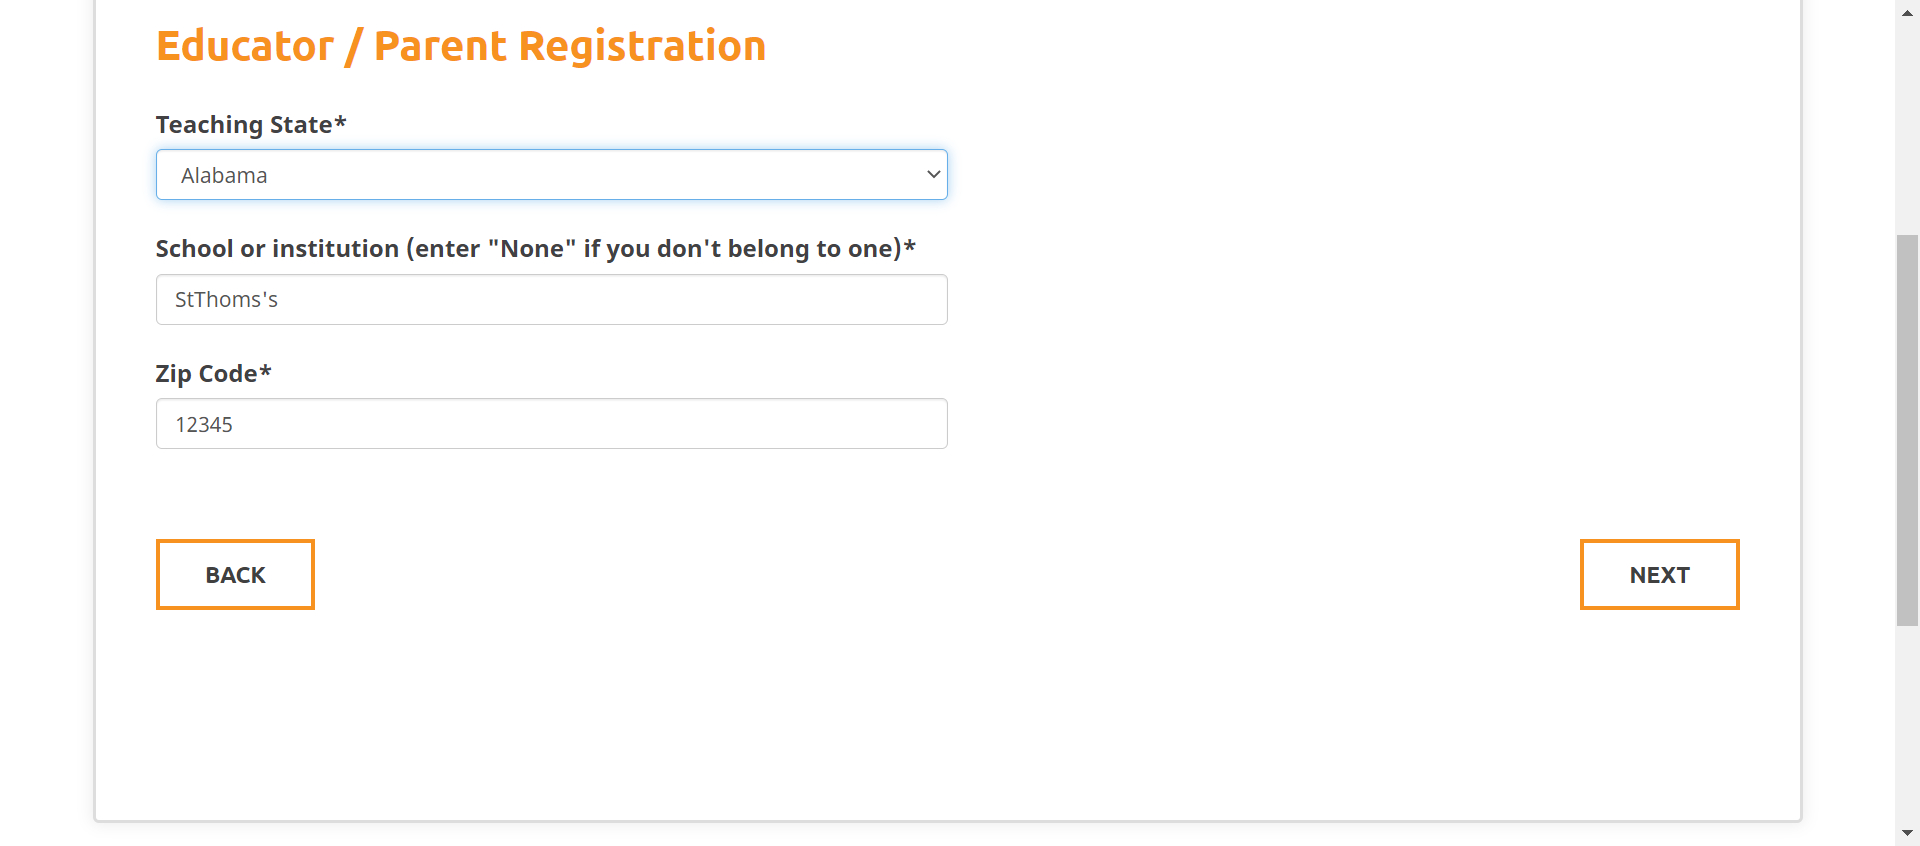 Educator / Parent Registration
Teaching State*
Alabama
School or institution (enter "None" if you don't belong to one)*
StThoms's
Zip Code*
12345
BACK
NEXT